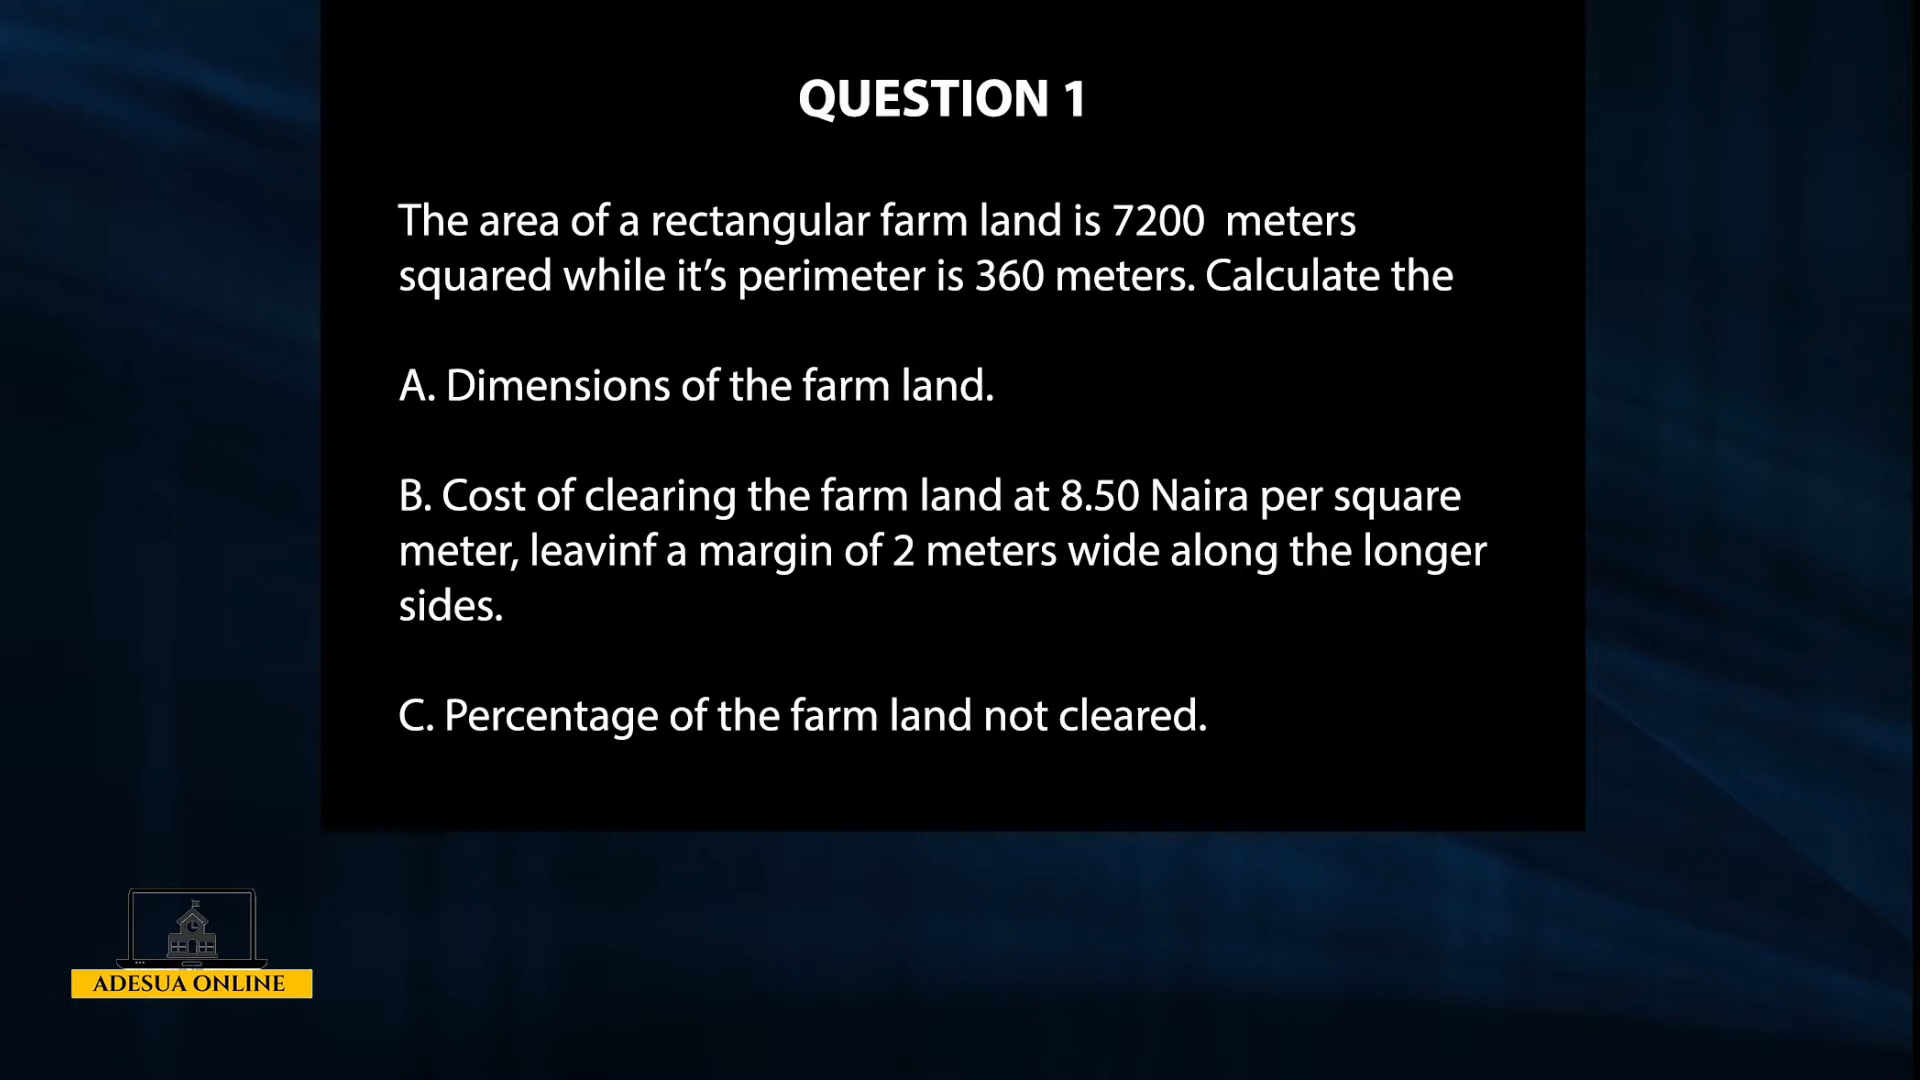 QUESTION 1
The area of a rectangular farm land is 7200 meters
squared while it’s perimeter is 360 meters. Calculate the
A. Dimensions of the farm land.
B. Cost of clearing the farm land at 8.50 Naira per square
meter, leavinf a margin of 2 meters wide along the longer
sides.
C. Percentage of the farm land not cleared.
ADESUA ONLINE